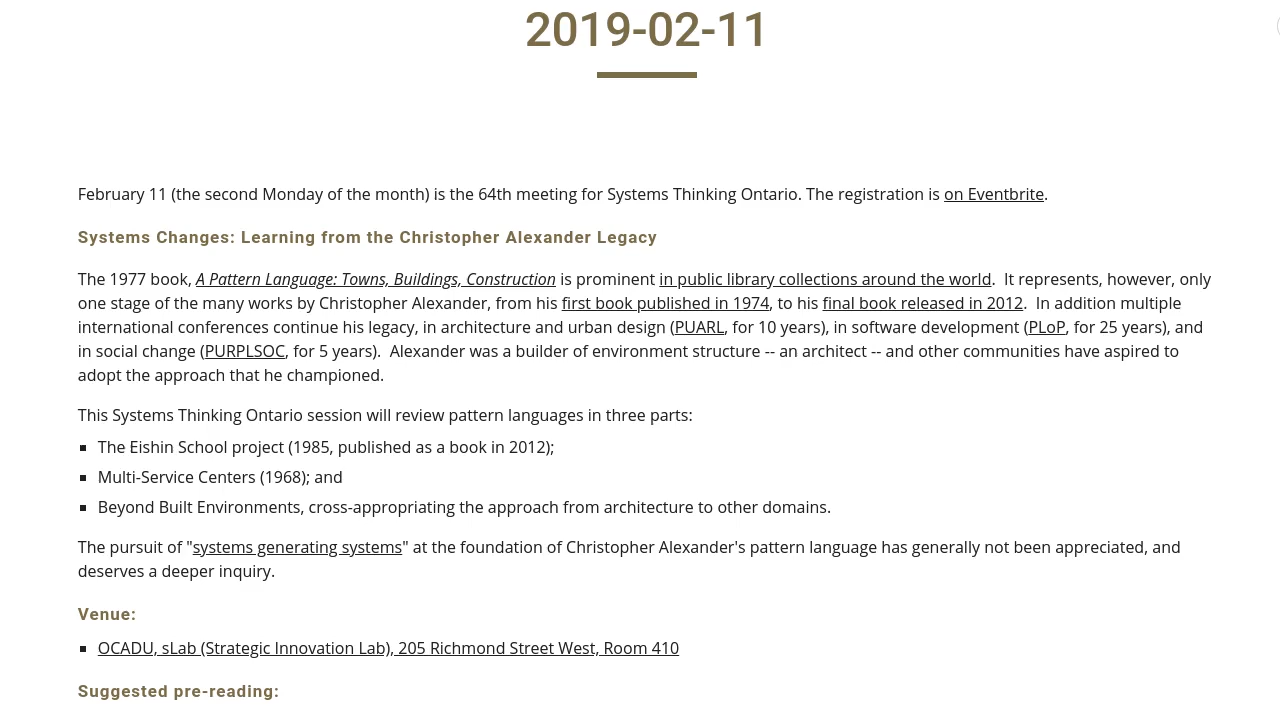 2019-02-11
February 11 (the second Monday of the month) is the 64th meeting for Systems Thinking Ontario. The registration is on Eventbrite.
Systems Changes: Learning from the Christopher Alexander Legacy
The 1977 book, A Pattern Language: Towns, Buildings, Construction is prominent in public library collections around the world.  It represents, however, only
one stage of the many works by Christopher Alexander, from his first book published in 1974, to his final book released in 2012.  In addition multiple
international conferences continue his legacy, in architecture and urban design (PUARL, for 10 years), in software development (PLoP, for 25 years), and
in social change (PURPLSOC, for 5 years).  Alexander was a builder of environment structure -- an architect -- and other communities have aspired to
adopt the approach that he championed.
This Systems Thinking Ontario session will review pattern languages in three parts:
▪ The Eishin School project (1985, published as a book in 2012);
▪ Multi-Service Centers (1968); and
▪ Beyond Built Environments, cross-appropriating the approach from architecture to other domains.
The pursuit of "systems generating systems" at the foundation of Christopher Alexander's pattern language has generally not been appreciated, and
deserves a deeper inquiry.
Venue:
▪ OCADU, sLab (Strategic Innovation Lab), 205 Richmond Street West, Room 410
Suggested pre-reading: